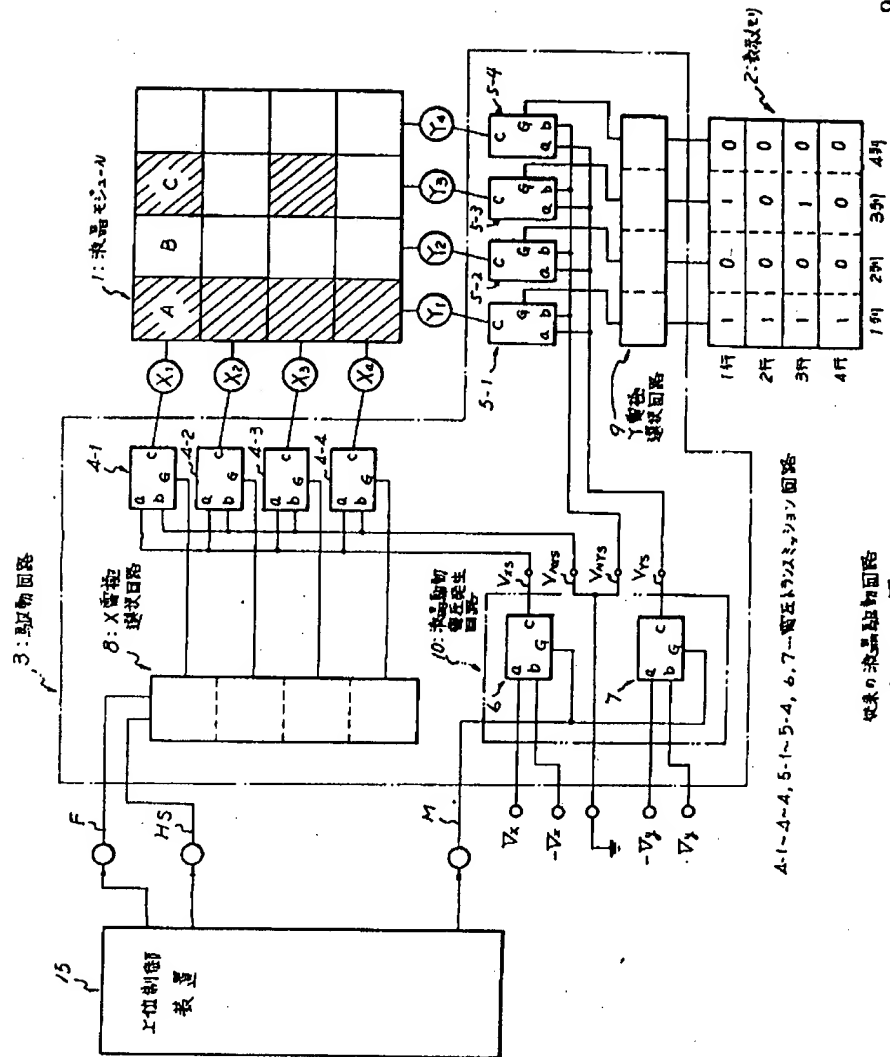 3:駆動回路
1:液晶モジュール
A
B
C
X1
X2
X3
X4
Y1
Y2
Y3
Y4
4-1
4-2
4-3
4-4
a
b
c
G
a
b
c
G
a
b
c
G
a
b
c
G
8:X電極
選状回路
F
HS
M
15
上位制御
装置
5-1
5-2
5-3
5-4
a
b
c
G
a
b
c
G
a
b
c
G
a
b
c
G
10:液晶駆動
電圧発生
回路
VXS
VNXS
VNYS
VYS
6
a
b
c
G
7
a
b
c
G
Vx
-Vx
-Vy
Vy
9
Y電極
選状回路
2:表示メモリ
1行 1 0 1 0
2行 1 0 0 0
3行 1 0 1 0
4行 1 0 0 0
1列 2列 3列 4列
4-1~4-4, 5-1~5-4, 6, 7-電圧トランスミッション回路
従来の液晶駆動回路